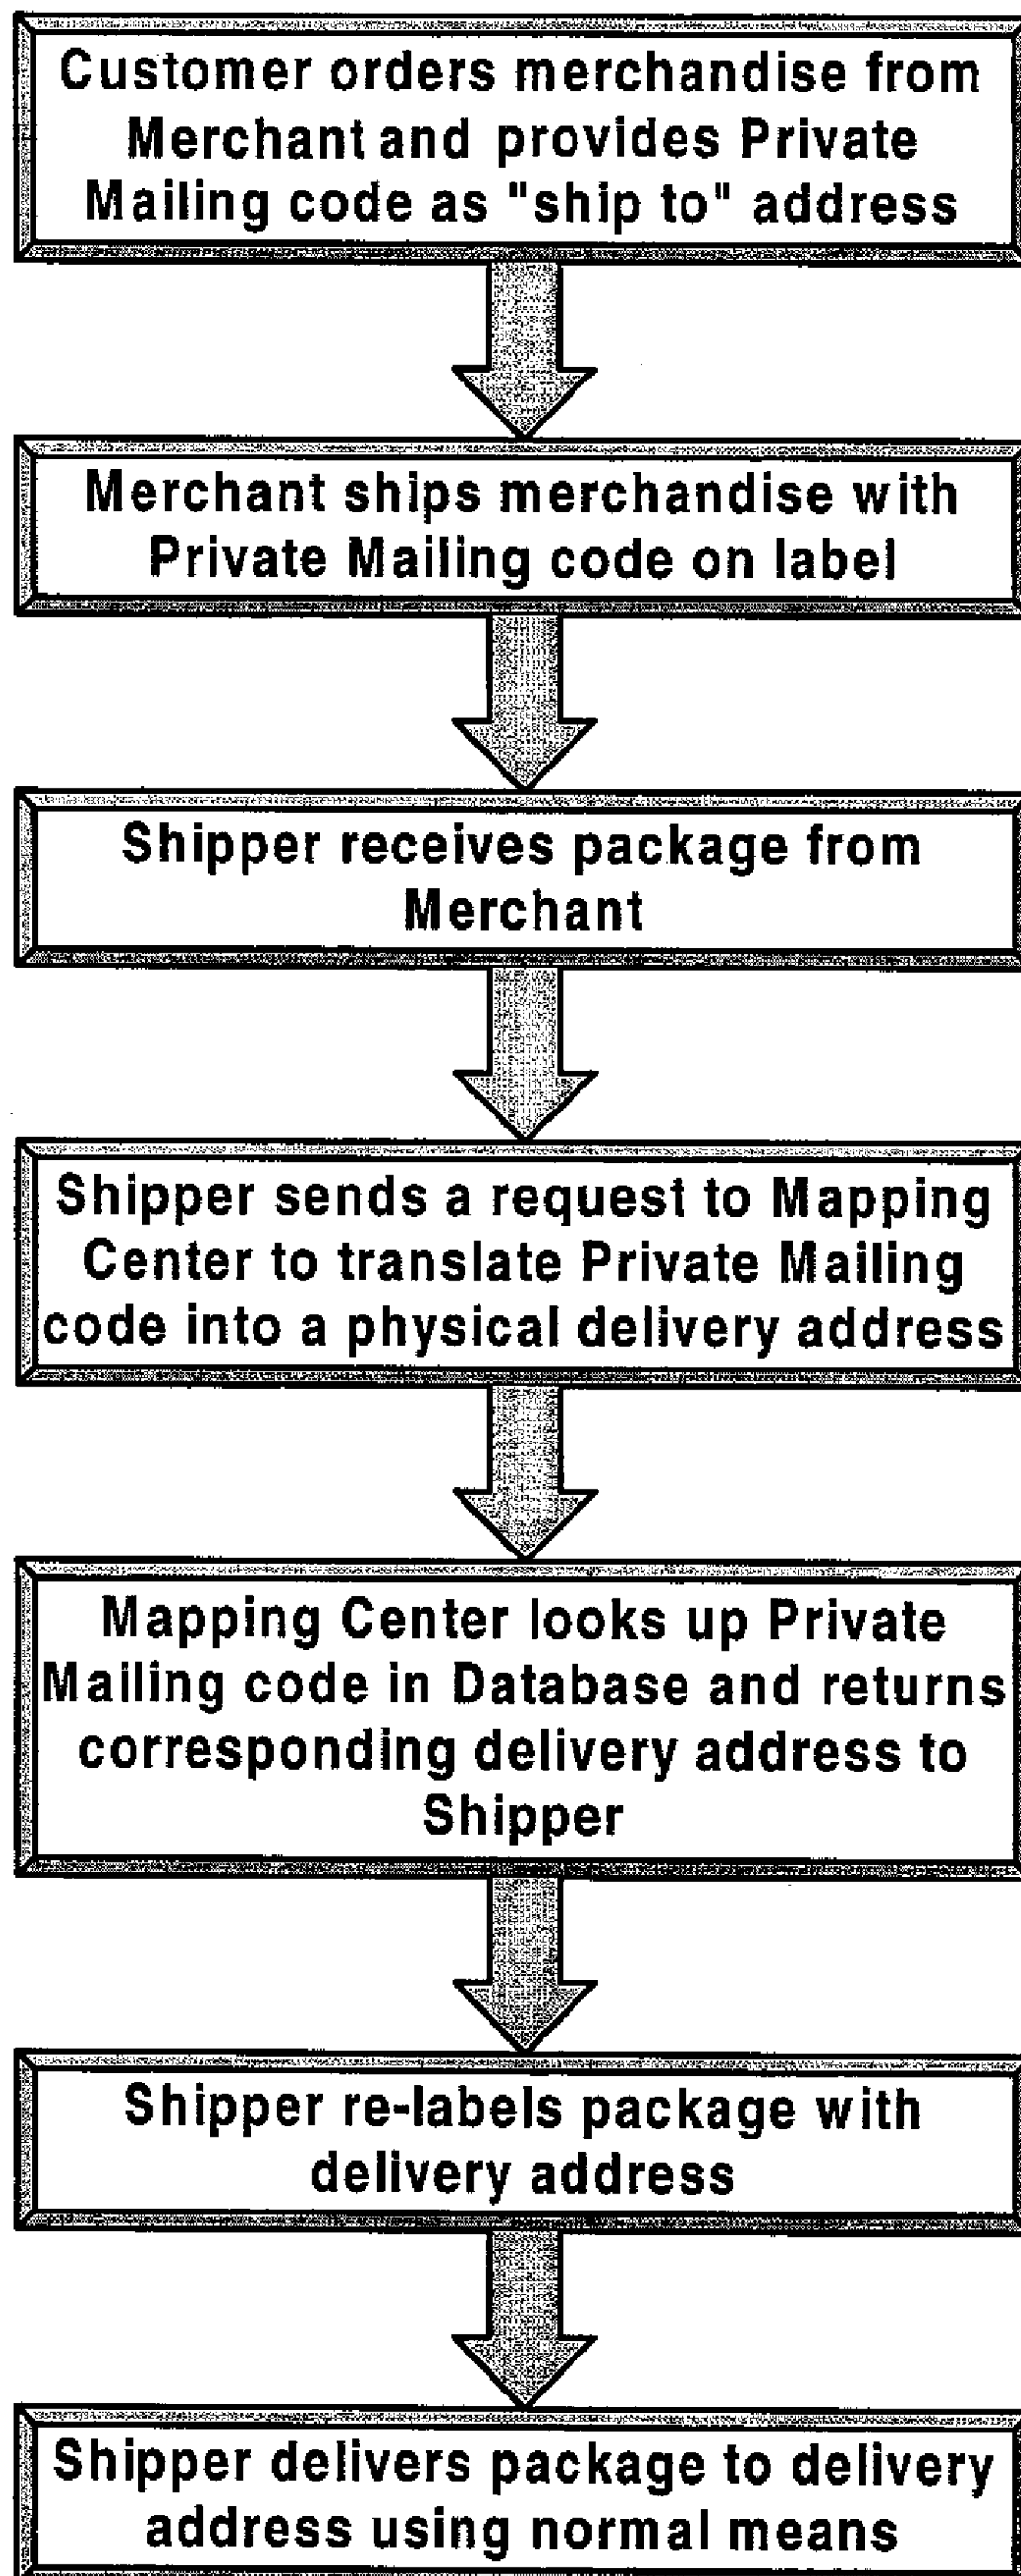 Customer orders merchandise from
Merchant and provides Private
Mailing code as "ship to" address
Merchant ships merchandise with
Private Mailing code on label
Shipper receives package from
Merchant
Shipper sends a request to Mapping
Center to translate Private Mailing
code into a physical delivery address
Mapping Center looks up Private
Mailing code in Database and returns
corresponding delivery address to
Shipper
Shipper re-labels package with
delivery address
Shipper delivers package to delivery
address using normal means